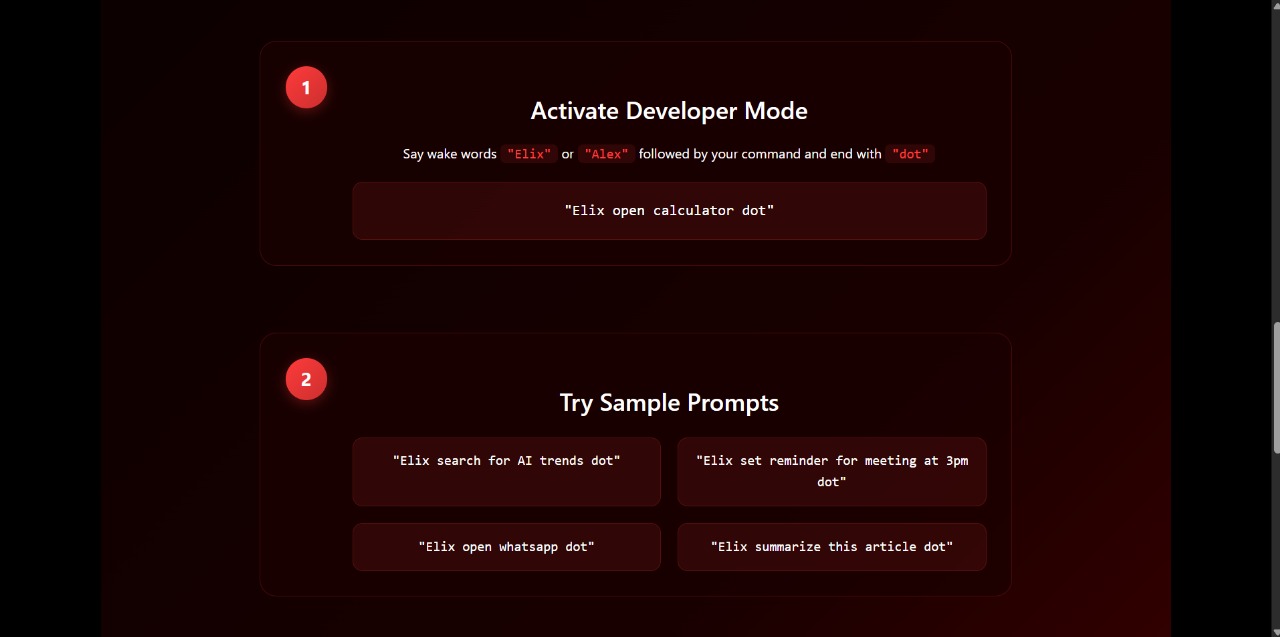 1
Activate Developer Mode
Say wake words "Elix" or "Alex" followed by your command and end with "dot"
"Elix open calculator dot"
2
Try Sample Prompts
"Elix search for AI trends dot"
"Elix set reminder for meeting at 3pm
dot"
"Elix open whatsapp dot"
"Elix summarize this article dot"